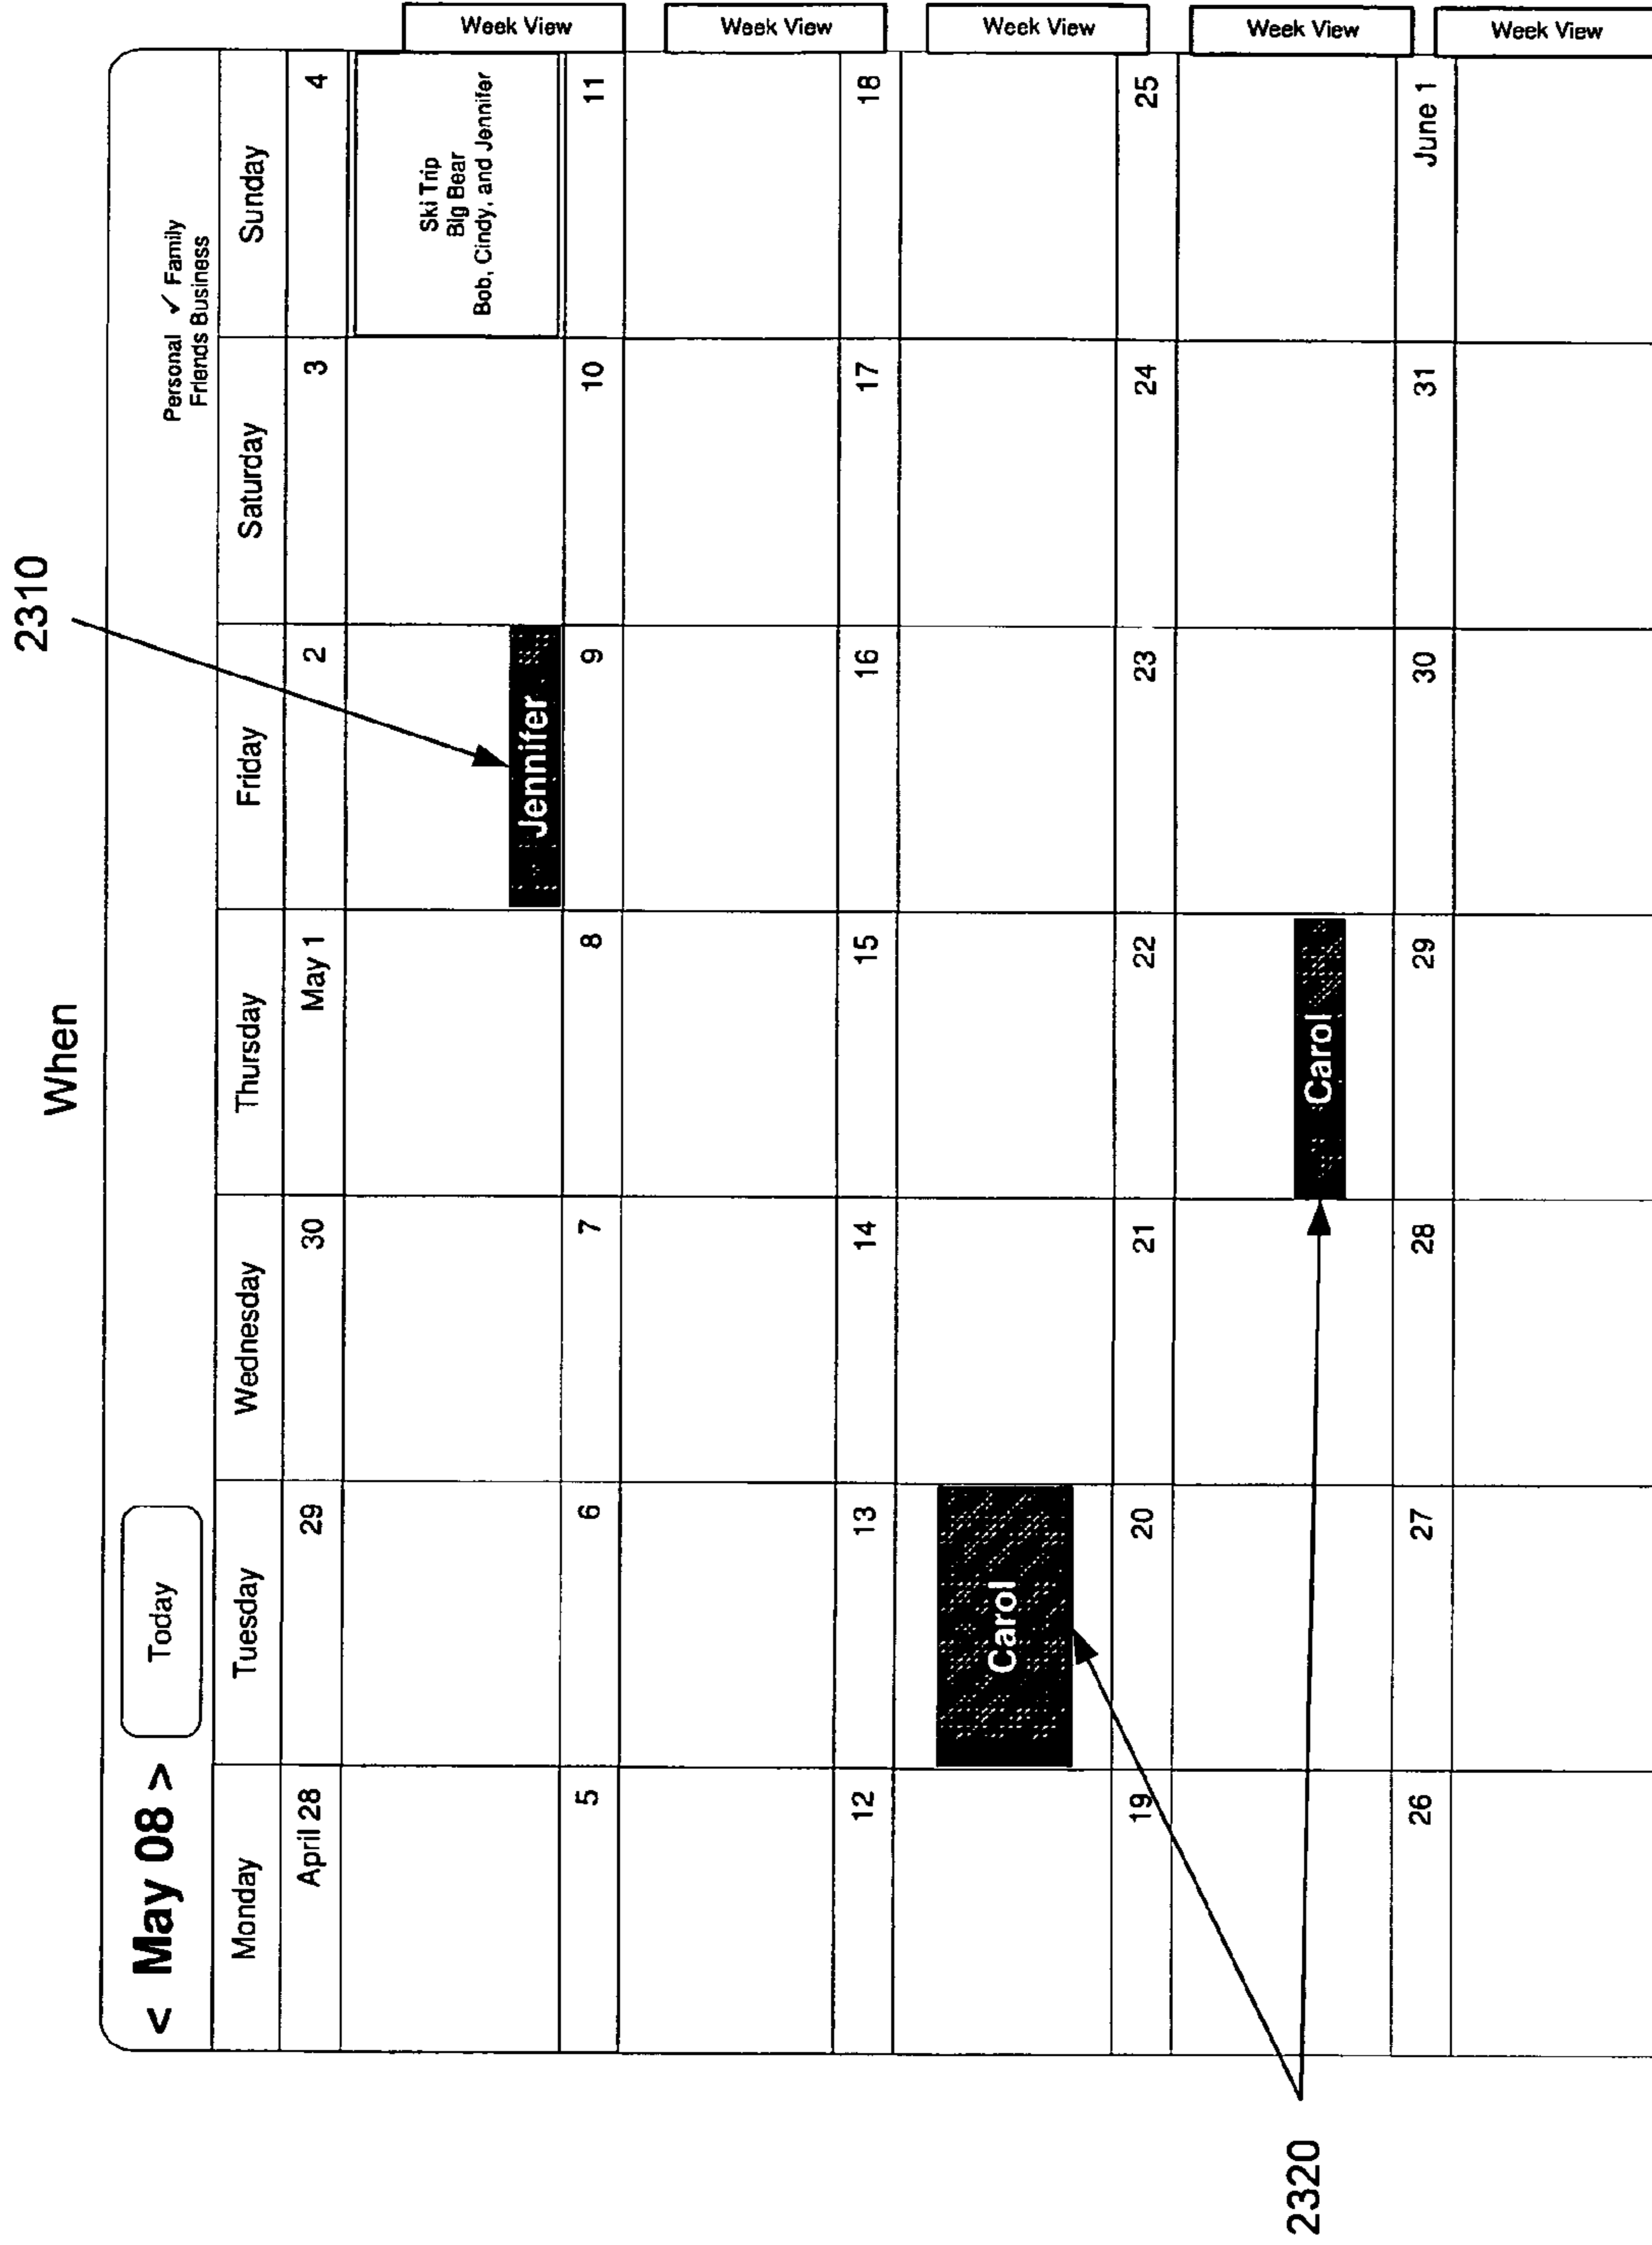 When
2310
< May 08 >
Today
Personal ✓ Family
Friends Business
Monday Tuesday Wednesday Thursday Friday Saturday Sunday
April 28 29 30 May 1 2 3 4
Jennifer
Ski Trip
Big Bear
Bob, Cindy, and Jennifer
Week View
5 6 7 8 9 10 11
Week View
12 13 14 15 16 17 18
Carol
Week View
19 20 21 22 23 24 25
Carol
Week View
26 27 28 29 30 31 June 1
Week View
2320